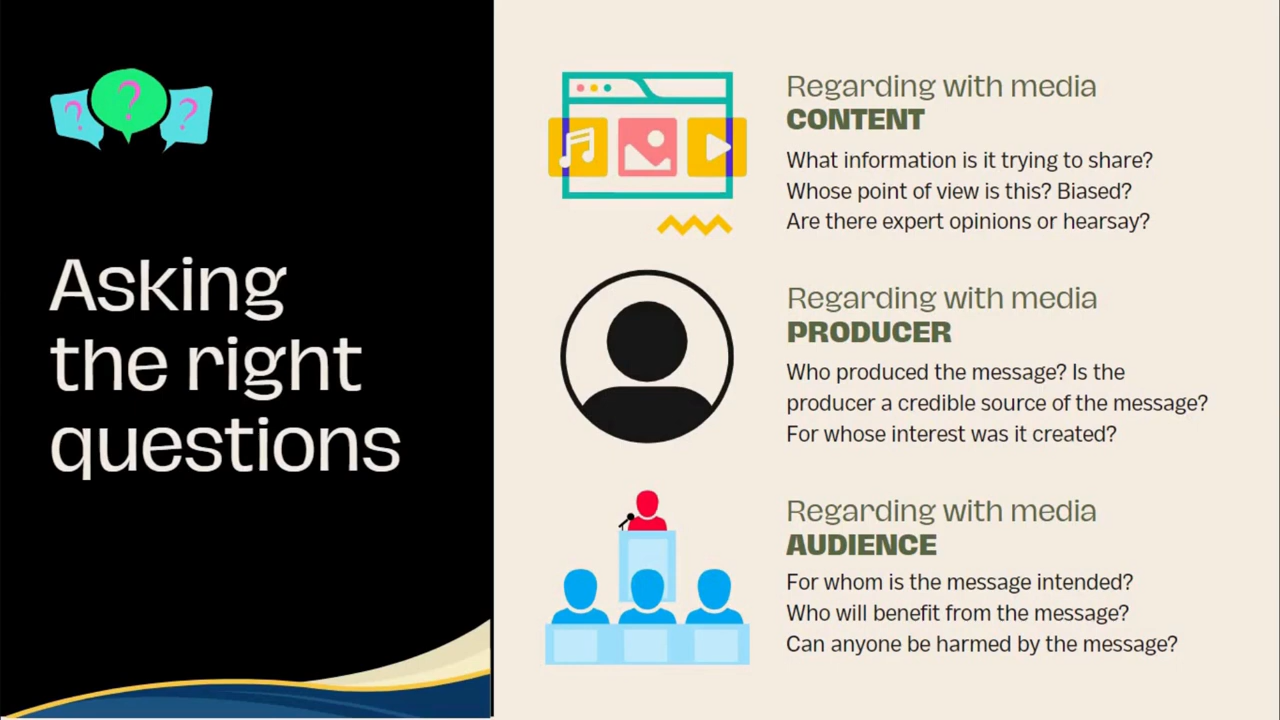 ? ? ?
Asking
the right
questions
Regarding with media
CONTENT
What information is it trying to share?
Whose point of view is this? Biased?
Are there expert opinions or hearsay?
Regarding with media
PRODUCER
Who produced the message? Is the
producer a credible source of the message?
For whose interest was it created?
Regarding with media
AUDIENCE
For whom is the message intended?
Who will benefit from the message?
Can anyone be harmed by the message?